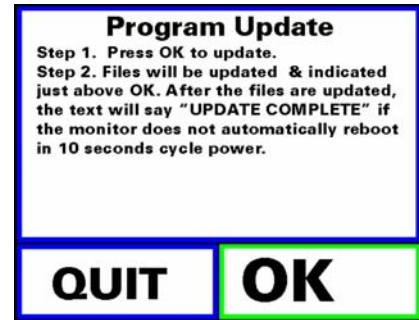 Program Update
Step 1. Press OK to update.
Step 2. Files will be updated & indicated
just above OK. After the files are updated,
the text will say "UPDATE COMPLETE" if
the monitor does not automatically reboot
in 10 seconds cycle power.
QUIT
OK